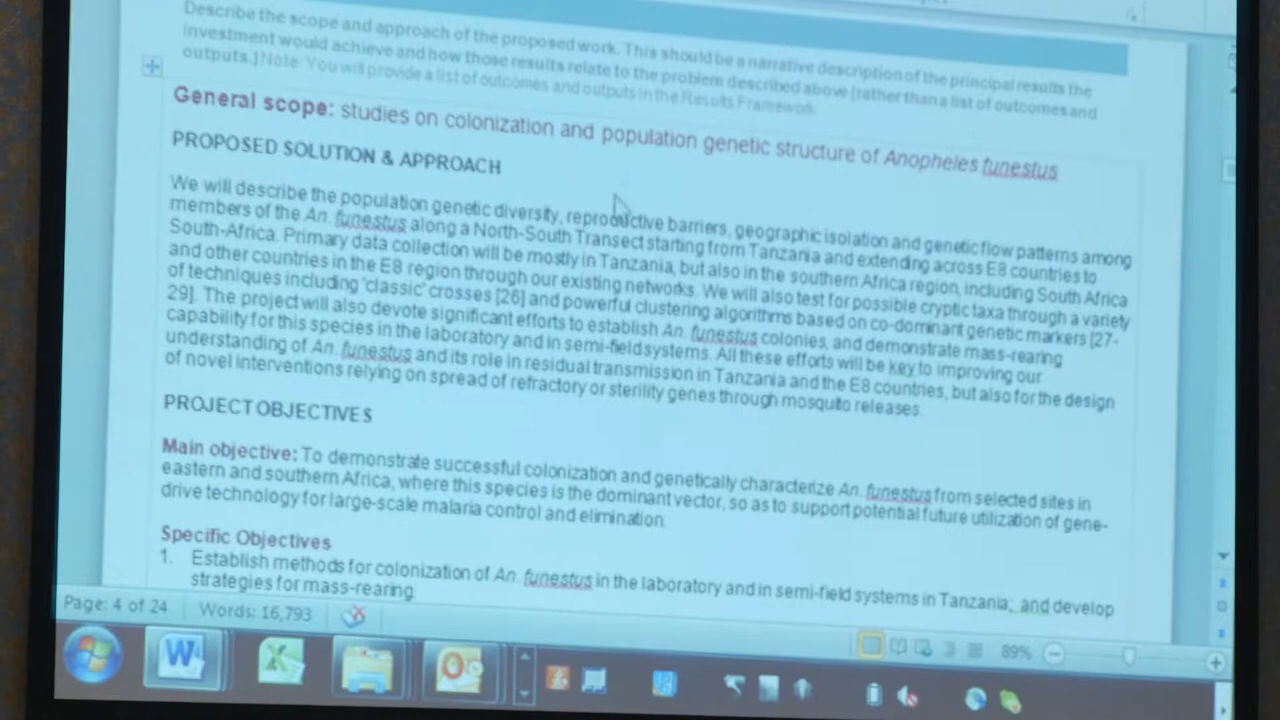 Describe the scope and approach of the proposed work. This should be a narrative description of the principal results the
investment would achieve and how those results relate to the problem described above (rather than a list of outcomes and
outputs.) Note: You will provide a list of outcomes and outputs in the Results Framework.
General scope: studies on colonization and population genetic structure of Anopheles funestus
PROPOSED SOLUTION & APPROACH
We will describe the population genetic diversity, reproductive barriers, geographic isolation and genetic flow patterns among
members of the An. funestus along a North-South Transect starting from Tanzania and extending across E8 countries to
South-Africa. Primary data collection will be mostly in Tanzania, but also in the southern Africa region, including South Africa
and other countries in the E8 region through our existing networks. We will also test for possible cryptic taxa through a variety
of techniques including 'classic' crosses [26] and powerful clustering algorithms based on co-dominant genetic markers [27-
29]. The project will also devote significant efforts to establish An. funestus colonies, and demonstrate mass-rearing
capability for this species in the laboratory and in semi-field systems. All these efforts will be key to improving our
understanding of An. funestus and its role in residual transmission in Tanzania and the E8 countries, but also for the design
of novel interventions relying on spread of refractory or sterility genes through mosquito releases.
PROJECT OBJECTIVES
Main objective: To demonstrate successful colonization and genetically characterize An. funestus from selected sites in
eastern and southern Africa, where this species is the dominant vector, so as to support potential future utilization of gene-
drive technology for large-scale malaria control and elimination.
Specific Objectives
1. Establish methods for colonization of An. funestus in the laboratory and in semi-field systems in Tanzania; and develop
strategies for mass-rearing
Page: 4 of 24 Words: 16,793 89%